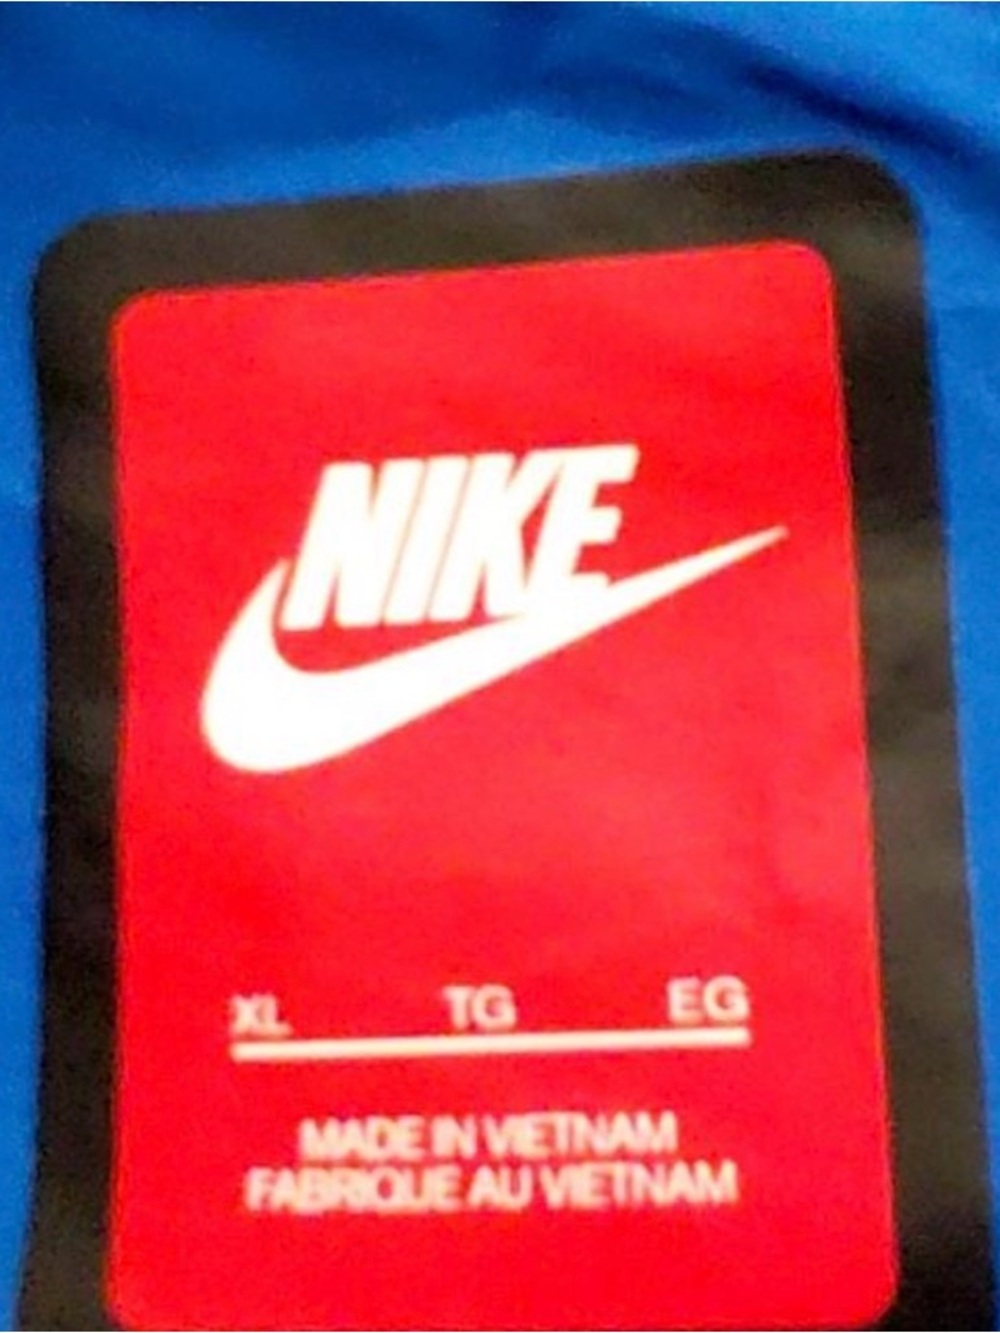 NIKE
XL TG EG
MADE IN VIETNAM
FABRIQUE AU VIETNAM